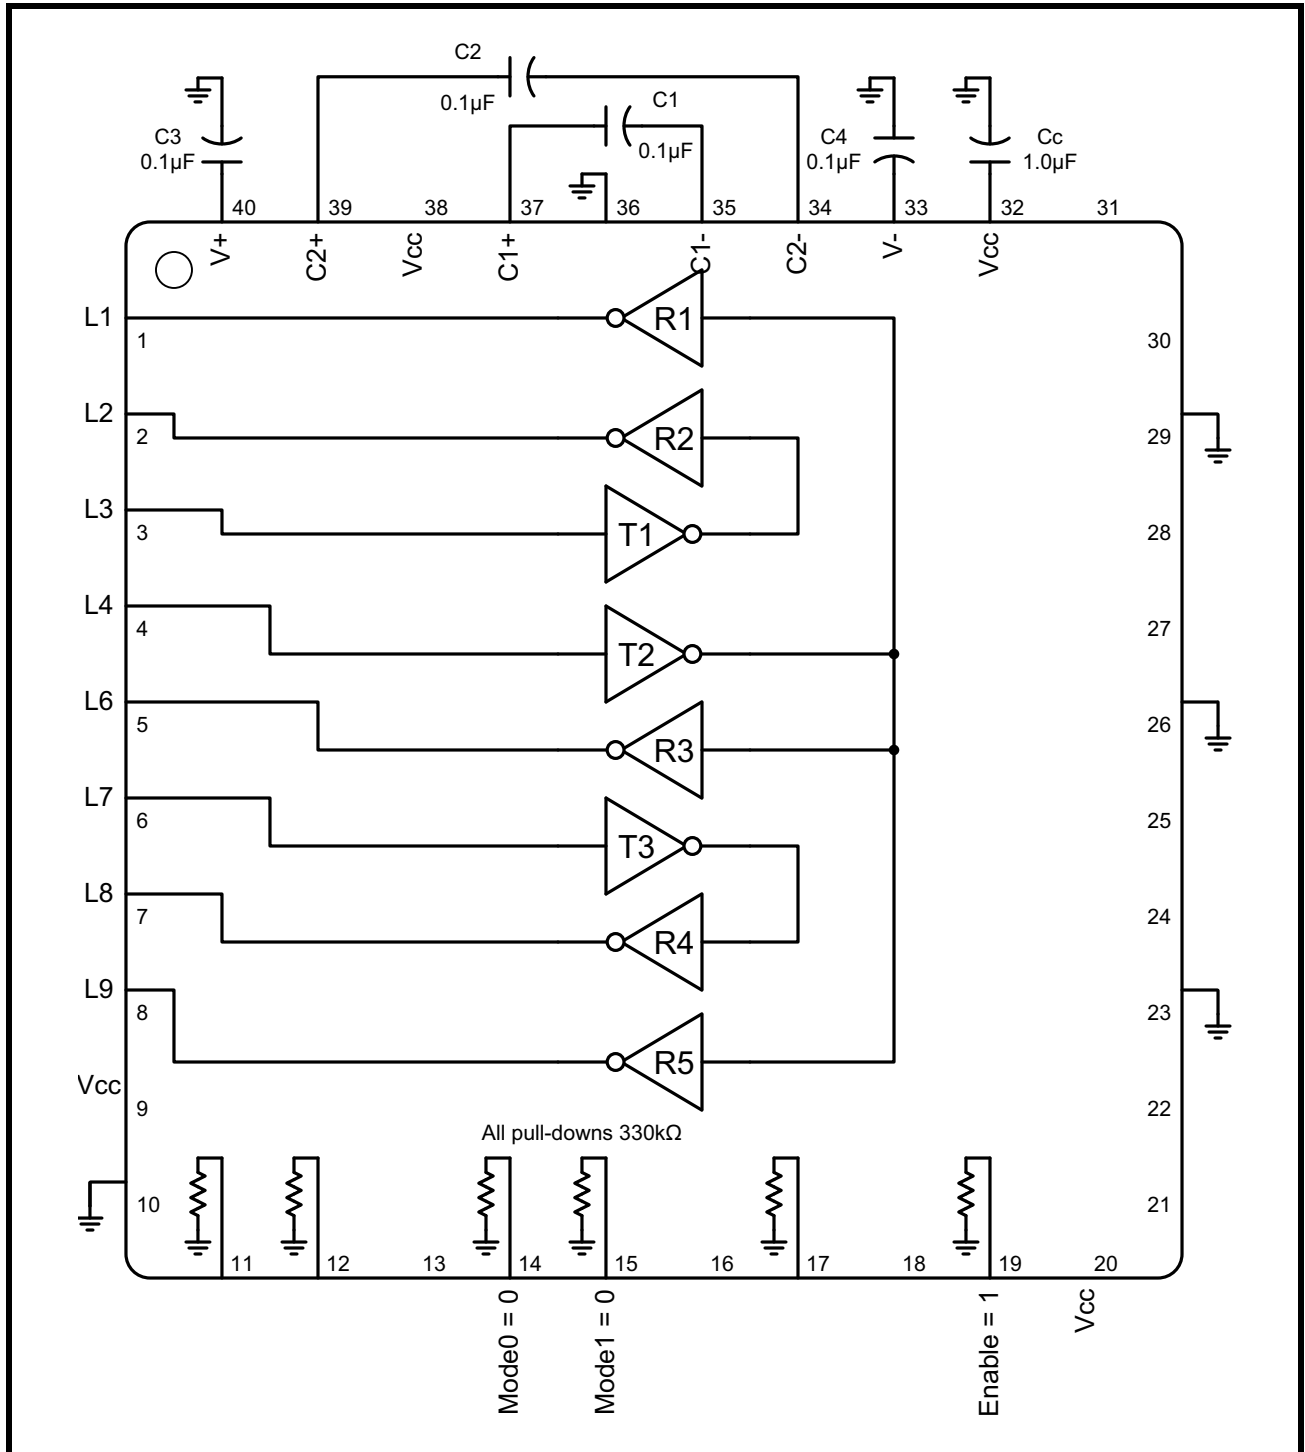 C2
0.1µF
C1
0.1µF
C3
0.1µF
C4
0.1µF
Cc
1.0µF
40 39 38 37 36 35 34 33 32 31
V+ C2+ Vcc C1+ C1- C2- V- Vcc
L1
R1
1
30
L2
R2
2
29
L3
T1
3
28
L4
T2
4
27
L6
R3
5
26
L7
T3
6
25
L8
R4
7
24
L9
R5
8
23
Vcc
9
22
All pull-downs 330kΩ
10
21
11 12 13 14 15 16 17 18 19 20
Mode0 = 0
Mode1 = 0
Enable = 1
Vcc